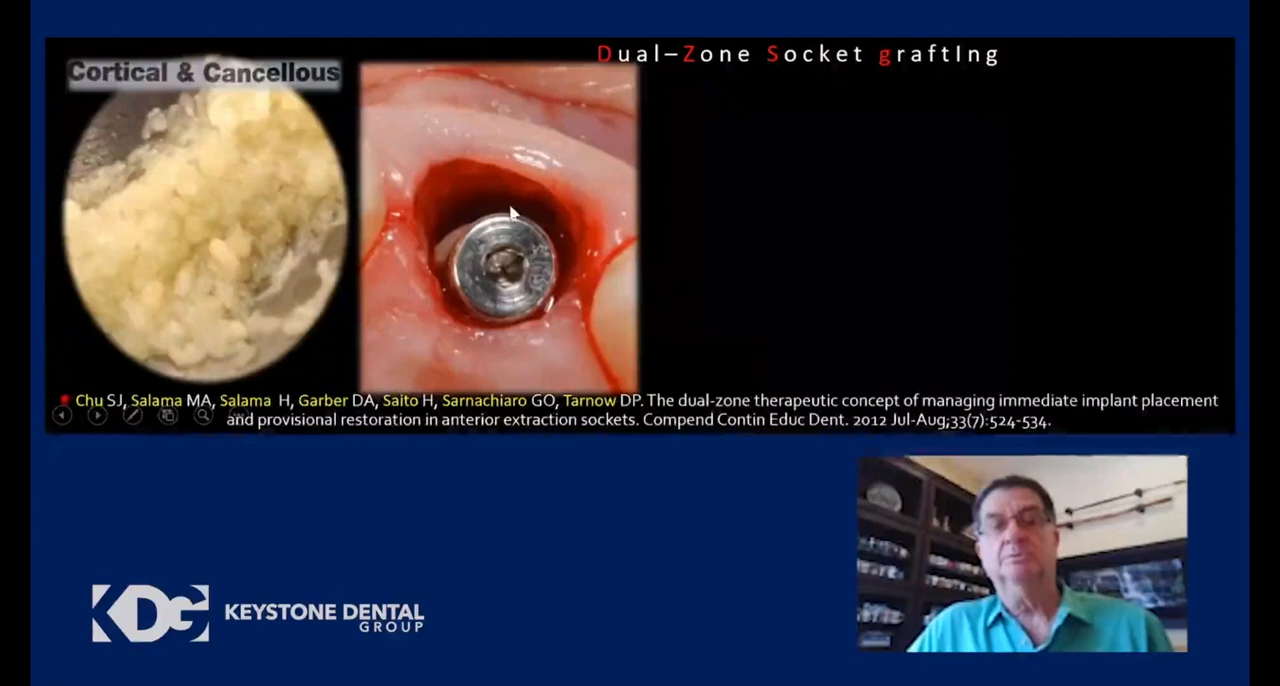 Dual-Zone Socket graftIng
Cortical & Cancellous
Chu SJ, Salama MA, Salama H, Garber DA, Saito H, Sarnachiaro GO, Tarnow DP. The dual-zone therapeutic concept of managing immediate implant placement
and provisional restoration in anterior extraction sockets. Compend Contin Educ Dent. 2012 Jul-Aug;33(7):524-534.
KDG KEYSTONE DENTAL
GROUP